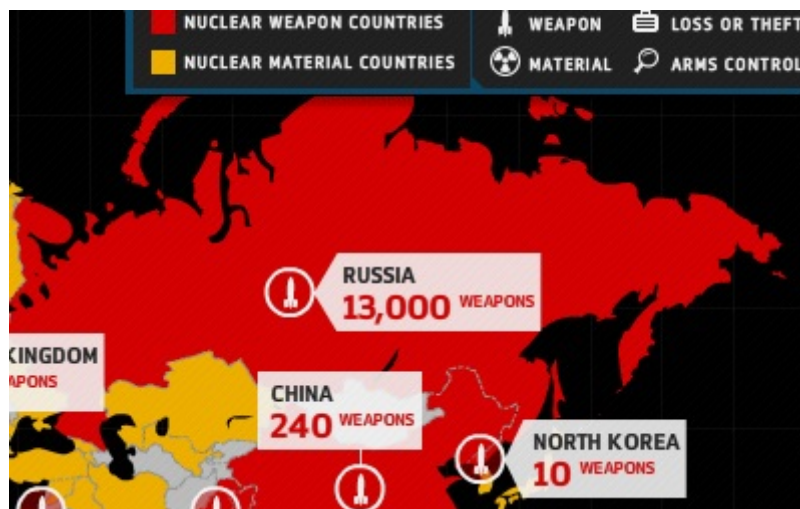 NUCLEAR WEAPON COUNTRIES
NUCLEAR MATERIAL COUNTRIES
WEAPON
MATERIAL
LOSS OR THEFT
ARMS CONTROL
RUSSIA
13,000 WEAPONS
KINGDOM
APONS
CHINA
240 WEAPONS
NORTH KOREA
10 WEAPONS